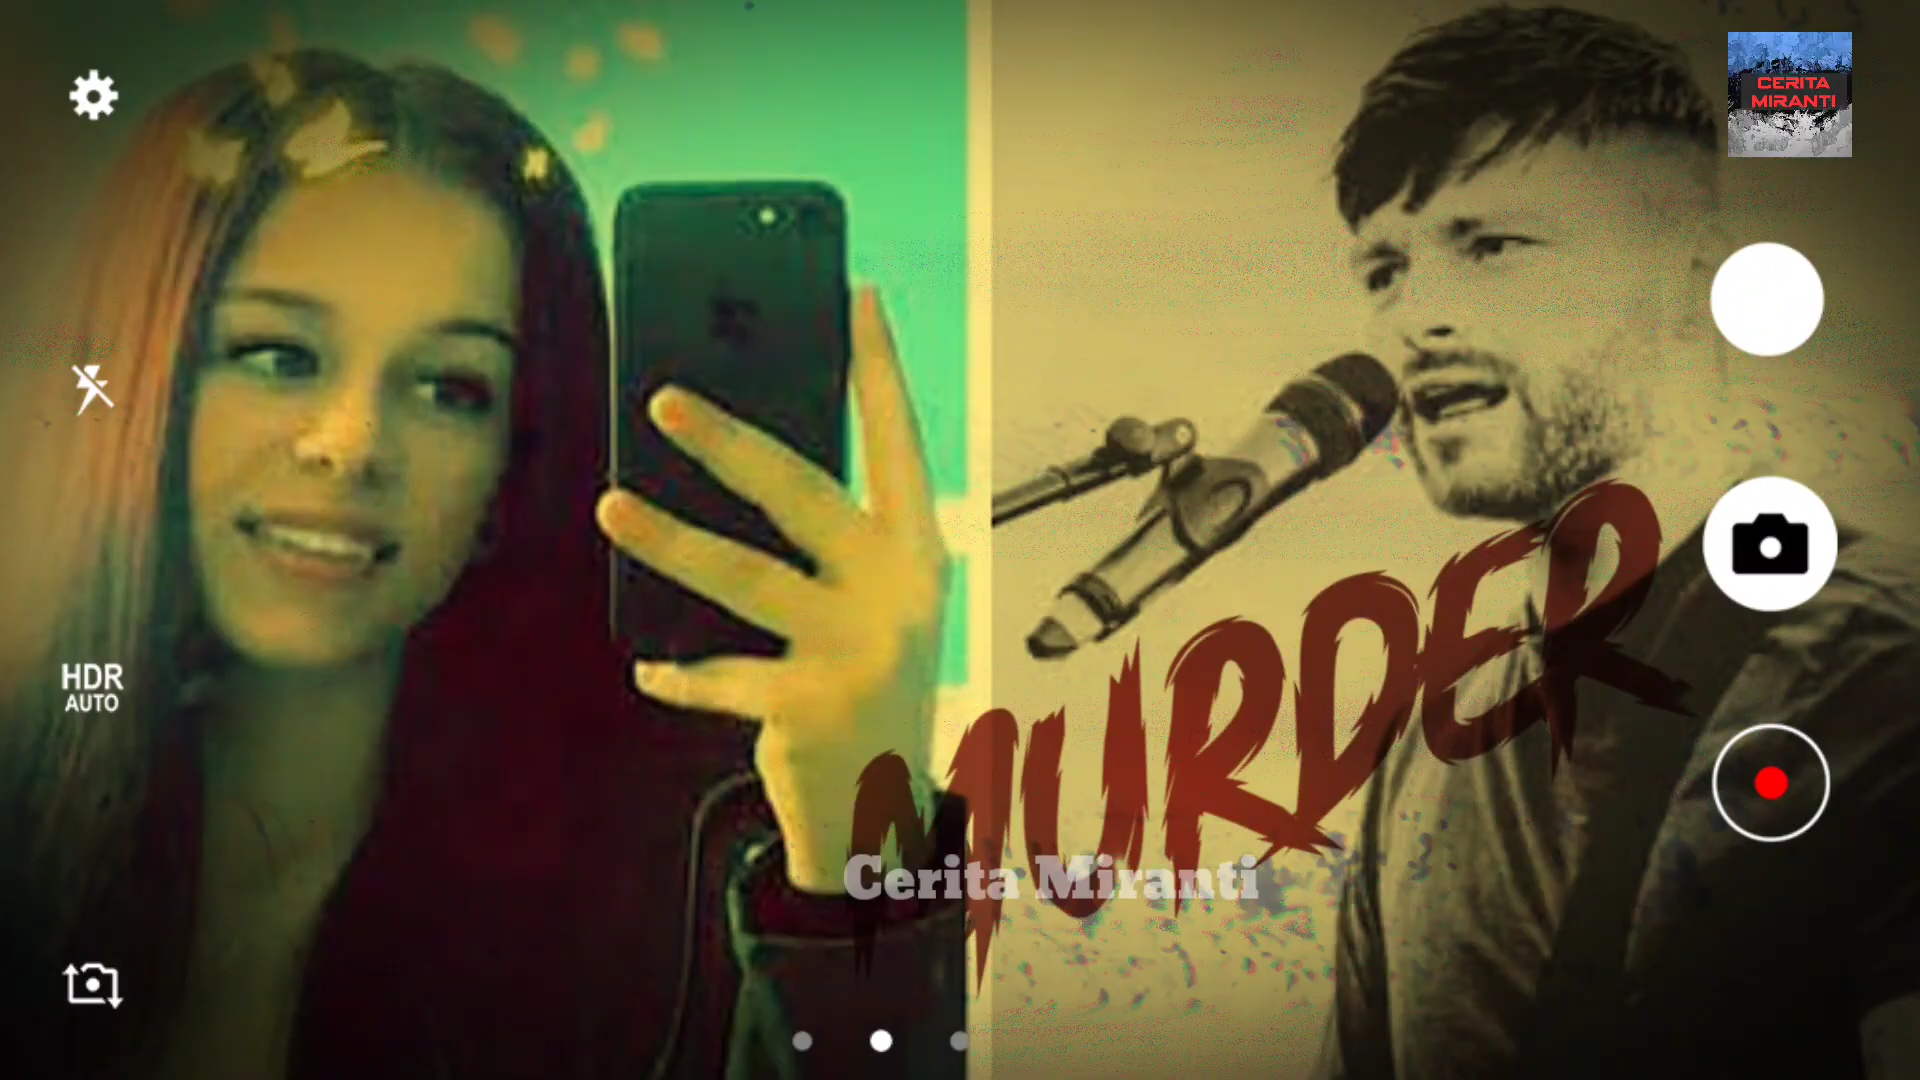 CERITA
MIRANTI
HDR
AUTO
MURDER
Cerita Miranti